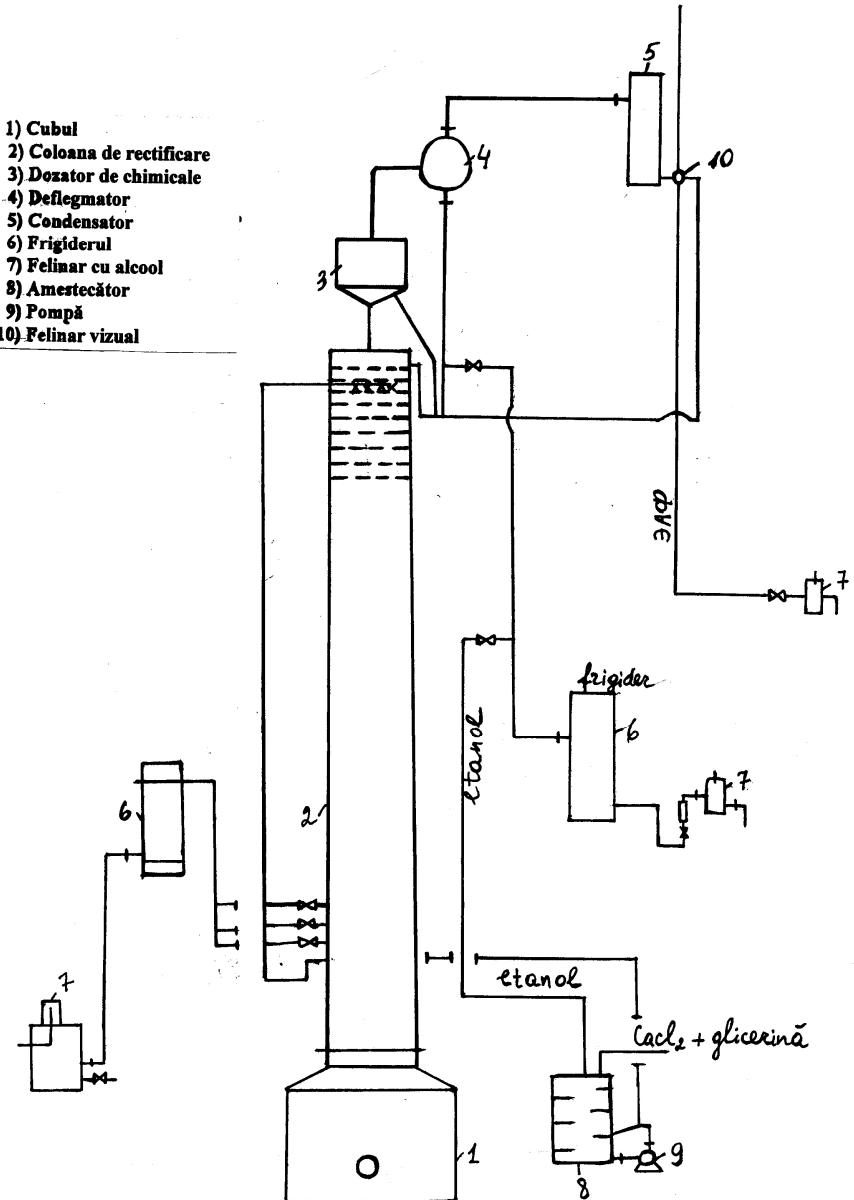 1) Cubul
2) Coloana de rectificare
3) Dozator de chimicale
4) Deflegmator
5) Condensator
6) Frigiderul
7) Felinar cu alcool
8) Amestecător
9) Pompă
10) Felinar vizual
5
4
10
3
ЭАФ
7
frigider
6
7
etanol
6
2
7
etanol
CaCl2 + glicerină
1
8
9